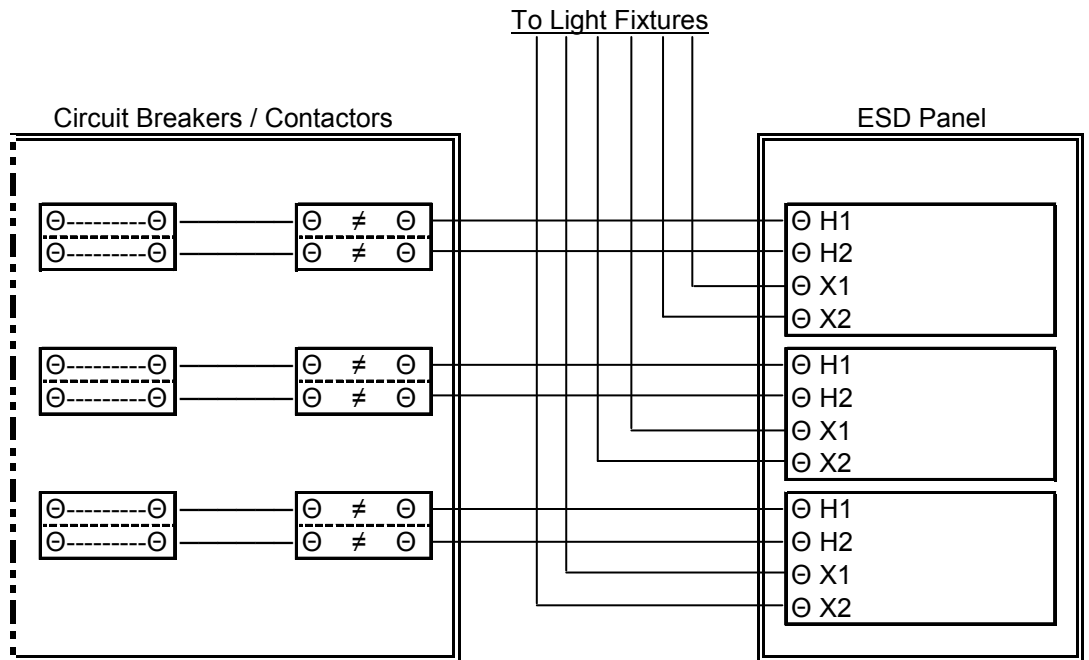 To Light Fixtures
Circuit Breakers / Contactors
ESD Panel
Θ---------Θ Θ ≠ Θ Θ H1
Θ---------Θ Θ ≠ Θ Θ H2
Θ X1
Θ X2
Θ---------Θ Θ ≠ Θ Θ H1
Θ---------Θ Θ ≠ Θ Θ H2
Θ X1
Θ X2
Θ---------Θ Θ ≠ Θ Θ H1
Θ---------Θ Θ ≠ Θ Θ H2
Θ X1
Θ X2